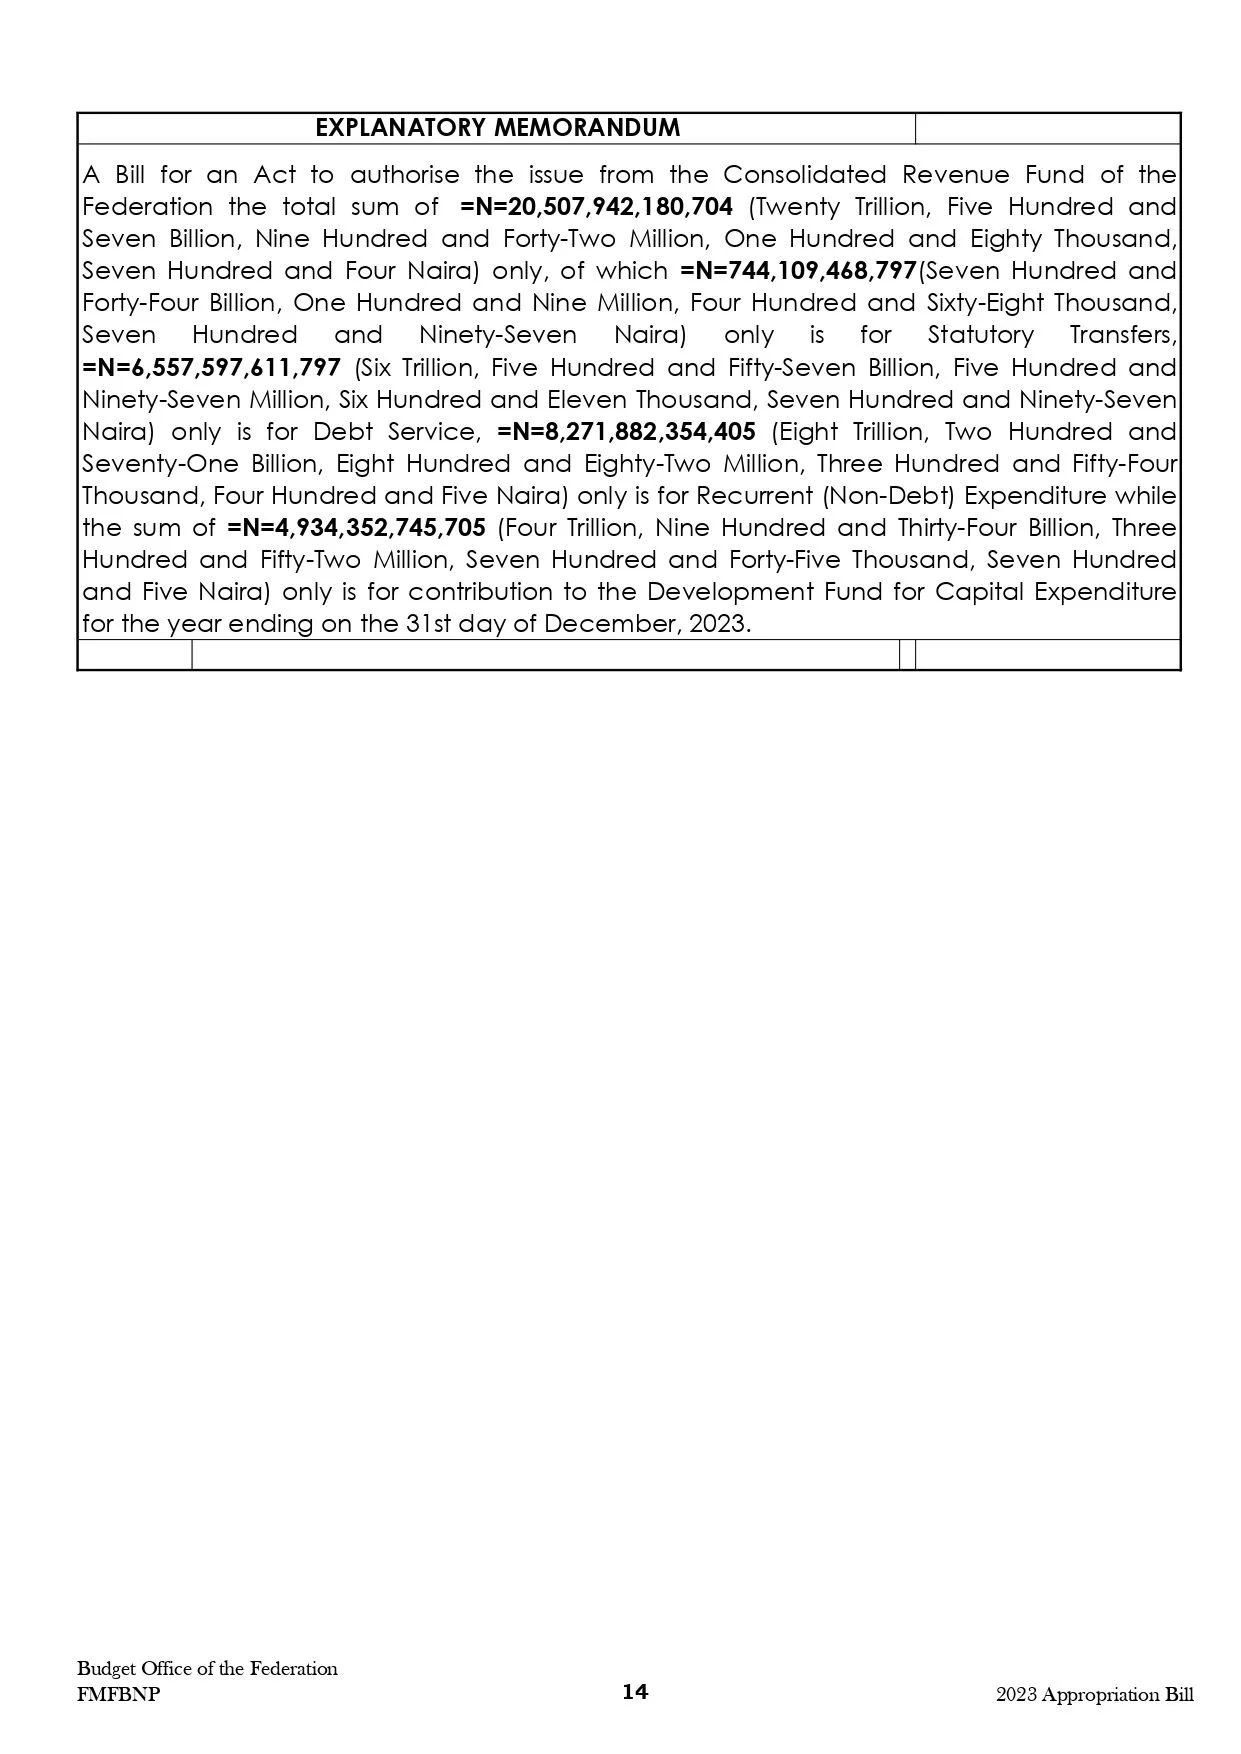 EXPLANATORY MEMORANDUM
A Bill for an Act to authorise the issue from the Consolidated Revenue Fund of the
Federation the total sum of =N=20,507,942,180,704 (Twenty Trillion, Five Hundred and
Seven Billion, Nine Hundred and Forty-Two Million, One Hundred and Eighty Thousand,
Seven Hundred and Four Naira) only, of which =N=744,109,468,797(Seven Hundred and
Forty-Four Billion, One Hundred and Nine Million, Four Hundred and Sixty-Eight Thousand,
Seven Hundred and Ninety-Seven Naira) only is for Statutory Transfers,
=N=6,557,597,611,797 (Six Trillion, Five Hundred and Fifty-Seven Billion, Five Hundred and
Ninety-Seven Million, Six Hundred and Eleven Thousand, Seven Hundred and Ninety-Seven
Naira) only is for Debt Service, =N=8,271,882,354,405 (Eight Trillion, Two Hundred and
Seventy-One Billion, Eight Hundred and Eighty-Two Million, Three Hundred and Fifty-Four
Thousand, Four Hundred and Five Naira) only is for Recurrent (Non-Debt) Expenditure while
the sum of =N=4,934,352,745,705 (Four Trillion, Nine Hundred and Thirty-Four Billion, Three
Hundred and Fifty-Two Million, Seven Hundred and Forty-Five Thousand, Seven Hundred
and Five Naira) only is for contribution to the Development Fund for Capital Expenditure
for the year ending on the 31st day of December, 2023.
Budget Office of the Federation
FMFBNP
14
2023 Appropriation Bill